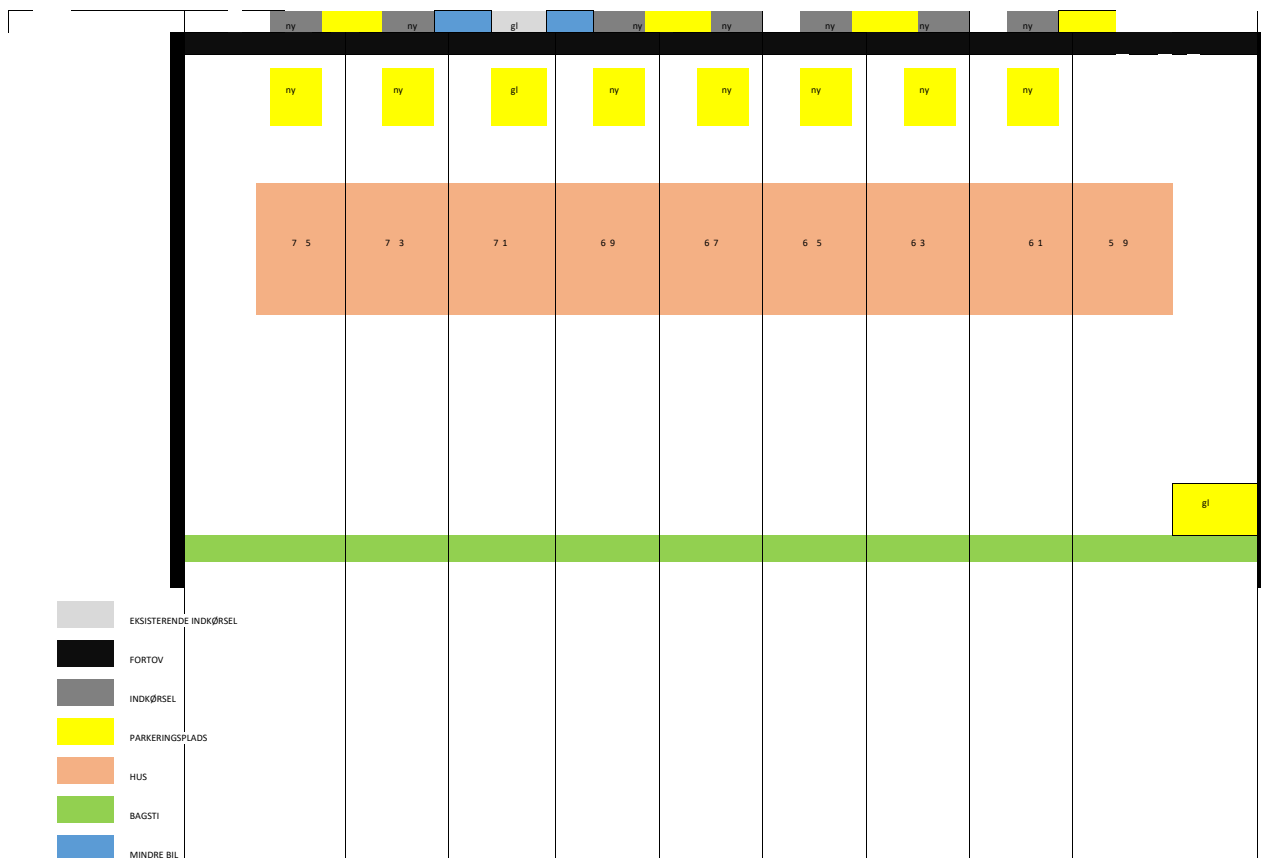 ny ny gl ny ny ny ny ny
ny ny gl ny ny ny ny ny
7 5 7 3 7 1 6 9 6 7 6 5 6 3 6 1 5 9
gl
EKSISTERENDE INDKØRSEL
FORTOV
INDKØRSEL
PARKERINGSPLADS
HUS
BAGSTI
MINDRE BIL